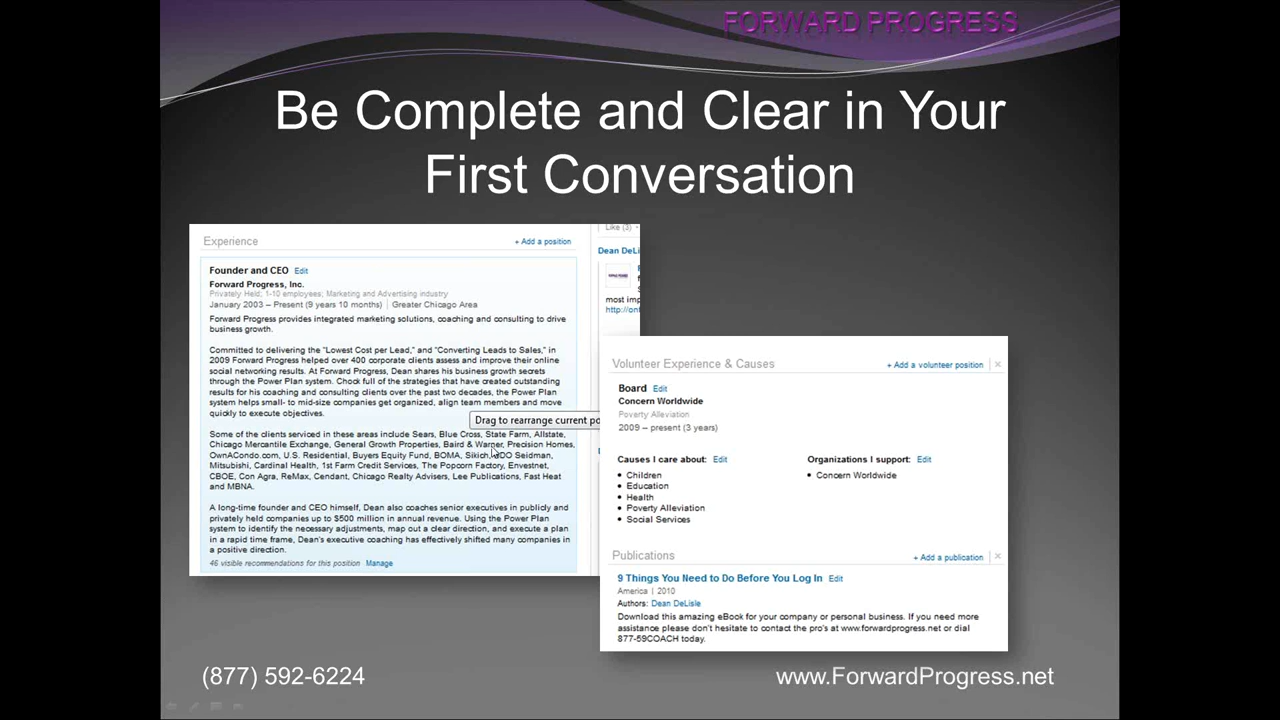 FORWARD PROGRESS
Be Complete and Clear in Your
First Conversation
Experience
+ Add a position
Founder and CEO Edit
Forward Progress, Inc.
Privately Held; 1-10 employees; Marketing and Advertising industry
January 2003 – Present (9 years 10 months) | Greater Chicago Area
Forward Progress provides integrated marketing solutions, coaching and consulting to drive
business growth.
Committed to delivering the "Lowest Cost per Lead," and "Converting Leads to Sales," in
2009 Forward Progress helped over 400 corporate clients assess and improve their online
social networking results. At Forward Progress, Dean shares his business growth secrets
through the Power Plan system. Chock full of the strategies that have created outstanding
results for his coaching and consulting clients over the past two decades, the Power Plan
system helps small- to mid-size companies get organized, align team members and move
quickly to execute objectives.
Drag to rearrange current po
Some of the clients serviced in these areas include Sears, Blue Cross, State Farm, Allstate,
Chicago Mercantile Exchange, General Growth Properties, Baird & Warner, Precision Homes,
OwnACondo.com, U.S. Residential, Buyers Equity Fund, BOMA, Sikich, BDO Seidman,
Mitsubishi, Cardinal Health, 1st Farm Credit Services, The Popcorn Factory, Envestnet,
CBOE, Con Agra, ReMax, Cendant, Chicago Realty Advisers, Lee Publications, Fast Heat
and MBNA.
A long-time founder and CEO himself, Dean also coaches senior executives in publicly and
privately held companies up to $500 million in annual revenue. Using the Power Plan
system to identify the necessary adjustments, map out a clear direction, and execute a plan
in a rapid time frame, Dean's executive coaching has effectively shifted many companies in
a positive direction.
46 visible recommendations for this position Manage
Like (3)
Dean DeLi
most imp
http://onl
Volunteer Experience & Causes
+ Add a volunteer position
Board Edit
Concern Worldwide
Poverty Alleviation
2009 – present (3 years)
Causes I care about: Edit
• Children
• Education
• Health
• Poverty Alleviation
• Social Services
Organizations I support: Edit
• Concern Worldwide
Publications
+ Add a publication
9 Things You Need to Do Before You Log In Edit
America | 2010
Authors: Dean DeLisle
Download this amazing eBook for your company or personal business. If you need more
assistance please don't hesitate to contact the pro's at www.forwardprogress.net or dial
877-59COACH today.
(877) 592-6224
www.ForwardProgress.net